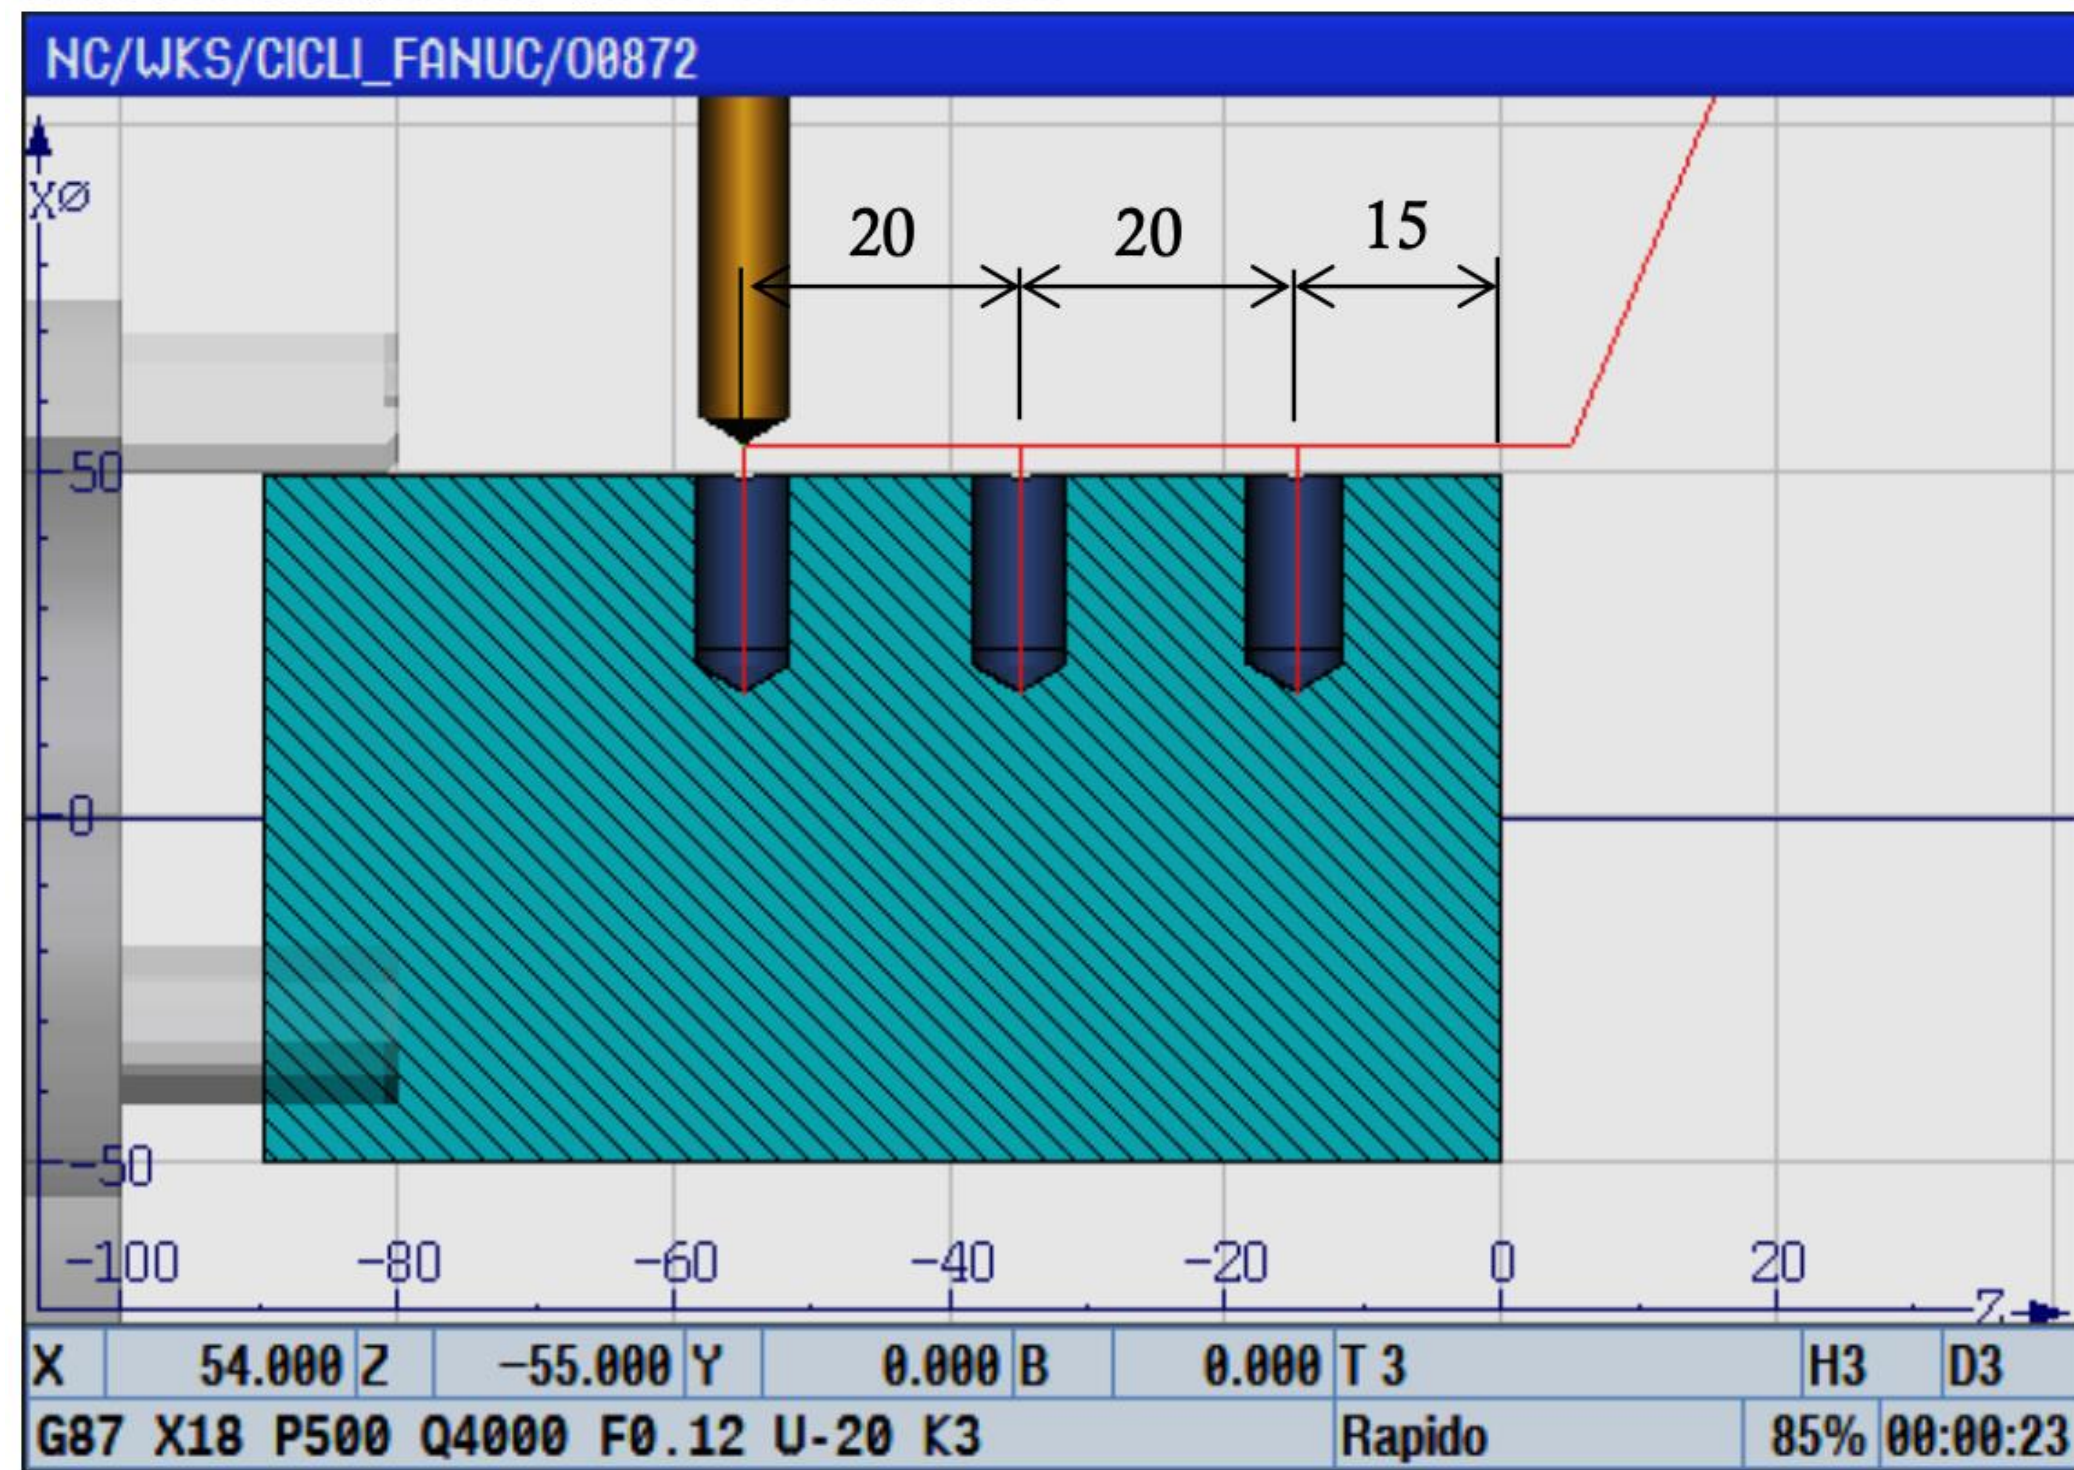 NC/WKS/CICLI_FANUC/O0872
XØ
20 20 15
50
0
-50
-100 -80 -60 -40 -20 0 20
Z
X 54.000 Z -55.000 Y 0.000 B 0.000 T 3 H3 D3
G87 X18 P500 Q4000 F0.12 W-20 K3 Rapido 85% 00:00:23